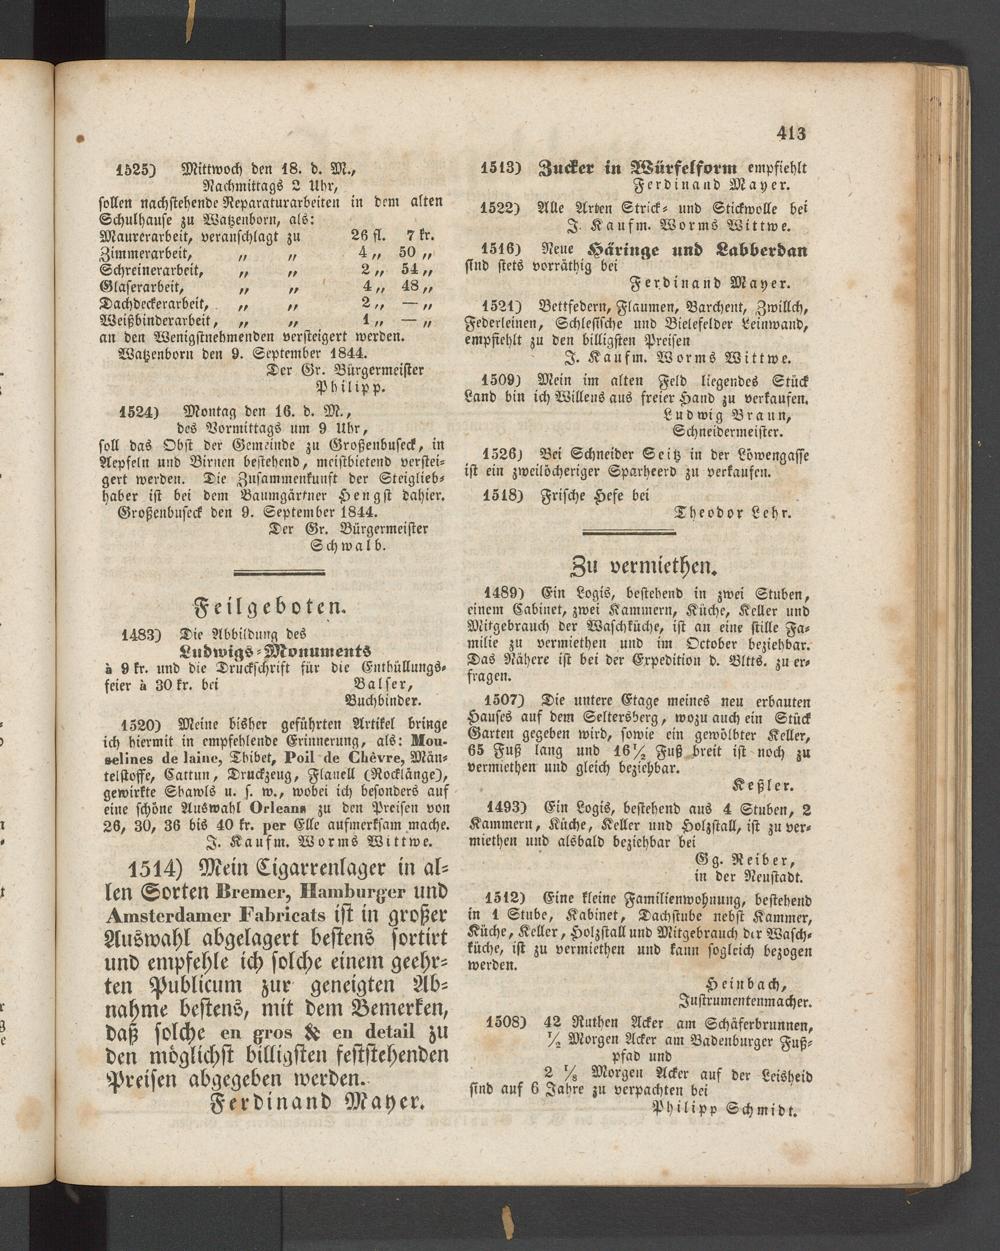 413
1525) Mittwoch den 18. d. M.,
Nachmittags 2 Uhr,
sollen nachstehende Reparaturarbeiten in dem alten
Schulhause zu Watzenborn, als:
Maurerarbeit, veranschlagt zu 26 fl. 7 kr.
Zimmerarbeit, „ „ 4 „ 50 „
Schreinerarbeit, „ „ 2 „ 54 „
Glaserarbeit, „ „ 4 „ 48 „
Dachdeckerarbeit, „ „ 2 „ — „
Weißbinderarbeit, „ „ 1 „ — „
an den Wenigstnehmenden versteigert werden.
Watzenborn den 9. September 1844.
Der Gr. Bürgermeister
Philipp.
1524) Montag den 16. d. M.,
des Vormittags um 9 Uhr,
soll das Obst der Gemeinde zu Großenbuseck, in
Aepfeln und Birnen bestehend, meistbietend verstei-
gert werden. Die Zusammenkunft der Steiglieb-
haber ist bei dem Baumgärtner Hengst dahier.
Großenbuseck den 9. September 1844.
Der Gr. Bürgermeister
Schwalb.
Feilgeboten.
1483) Die Abbildung des
Ludwigs-Monuments
à 9 kr. und die Druckschrift für die Enthüllungs-
feier à 30 kr. bei Balser,
Buchbinder.
1520) Meine bisher geführten Artikel bringe
ich hiermit in empfehlende Erinnerung, als: Mou-
selines de laine, Thibet, Poil de Chêvre, Män-
telstoffe, Cattun, Druckzeug, Flanell (Rocklänge),
gewirkte Shawls u. s. w., wobei ich besonders auf
eine schöne Auswahl Orleans zu den Preisen von
26, 30, 36 bis 40 kr. per Elle aufmerksam mache.
J. Kaufm. Worms Wittwe.
1514) Mein Cigarrenlager in al-
len Sorten Bremer, Hamburger und
Amsterdamer Fabricats ist in großer
Auswahl abgelagert bestens sortirt
und empfehle ich solche einem geehr-
ten Publicum zur geneigten Ab-
nahme bestens, mit dem Bemerken,
daß solche en gros & en detail zu
den möglichst billigsten feststehenden
Preisen abgegeben werden.
Ferdinand Mayer.
1513) Zucker in Würfelform empfiehlt
Ferdinand Mayer.
1522) Alle Arten Strick- und Stickwolle bei
J. Kaufm. Worms Wittwe.
1516) Neue Häringe und Labberdan
sind stets vorräthig bei
Ferdinand Mayer.
1521) Bettfedern, Flaumen, Barchent, Zwillch,
Federleinen, Schlesische und Bielefelder Leinwand,
empfiehlt zu den billigsten Preisen
J. Kaufm. Worms Wittwe.
1509) Mein im alten Feld liegendes Stück
Land bin ich Willens aus freier Hand zu verkaufen.
Ludwig Braun,
Schneidermeister.
1526) Bei Schneider Seitz in der Löwengasse
ist ein zweilöcheriger Sparheerd zu verkaufen.
1518) Frische Hefe bei
Theodor Lehr.
Zu vermiethen.
1489) Ein Logis, bestehend in zwei Stuben,
einem Cabinet, zwei Kammern, Küche, Keller und
Mitgebrauch der Waschküche, ist an eine stille Fa-
milie zu vermiethen und im October beziehbar.
Das Nähere ist bei der Expedition d. Bltts. zu er-
fragen.
1507) Die untere Etage meines neu erbauten
Hauses auf dem Seltersberg, wozu auch ein Stück
Garten gegeben wird, sowie ein gewölbter Keller,
65 Fuß lang und 16½ Fuß breit ist noch zu
vermiethen und gleich beziehbar.
Keßler.
1493) Ein Logis, bestehend aus 4 Stuben, 2
Kammern, Küche, Keller und Holzstall, ist zu ver-
miethen und alsbald beziehbar bei
Gg. Reiber,
in der Neustadt.
1512) Eine kleine Familienwohnung, bestehend
in 1 Stube, Kabinet, Dachstube nebst Kammer,
Küche, Keller, Holzstall und Mitgebrauch der Wasch-
küche, ist zu vermiethen und kann sogleich bezogen
werden.
Heinbach,
Instrumentenmacher.
1508) 42 Ruthen Acker am Schäferbrunnen,
½ Morgen Acker am Badenburger Fuß-
pfad und
2 ⅛ Morgen Acker auf der Leisheid
sind auf 6 Jahre zu verpachten bei
Philipp Schmidt.